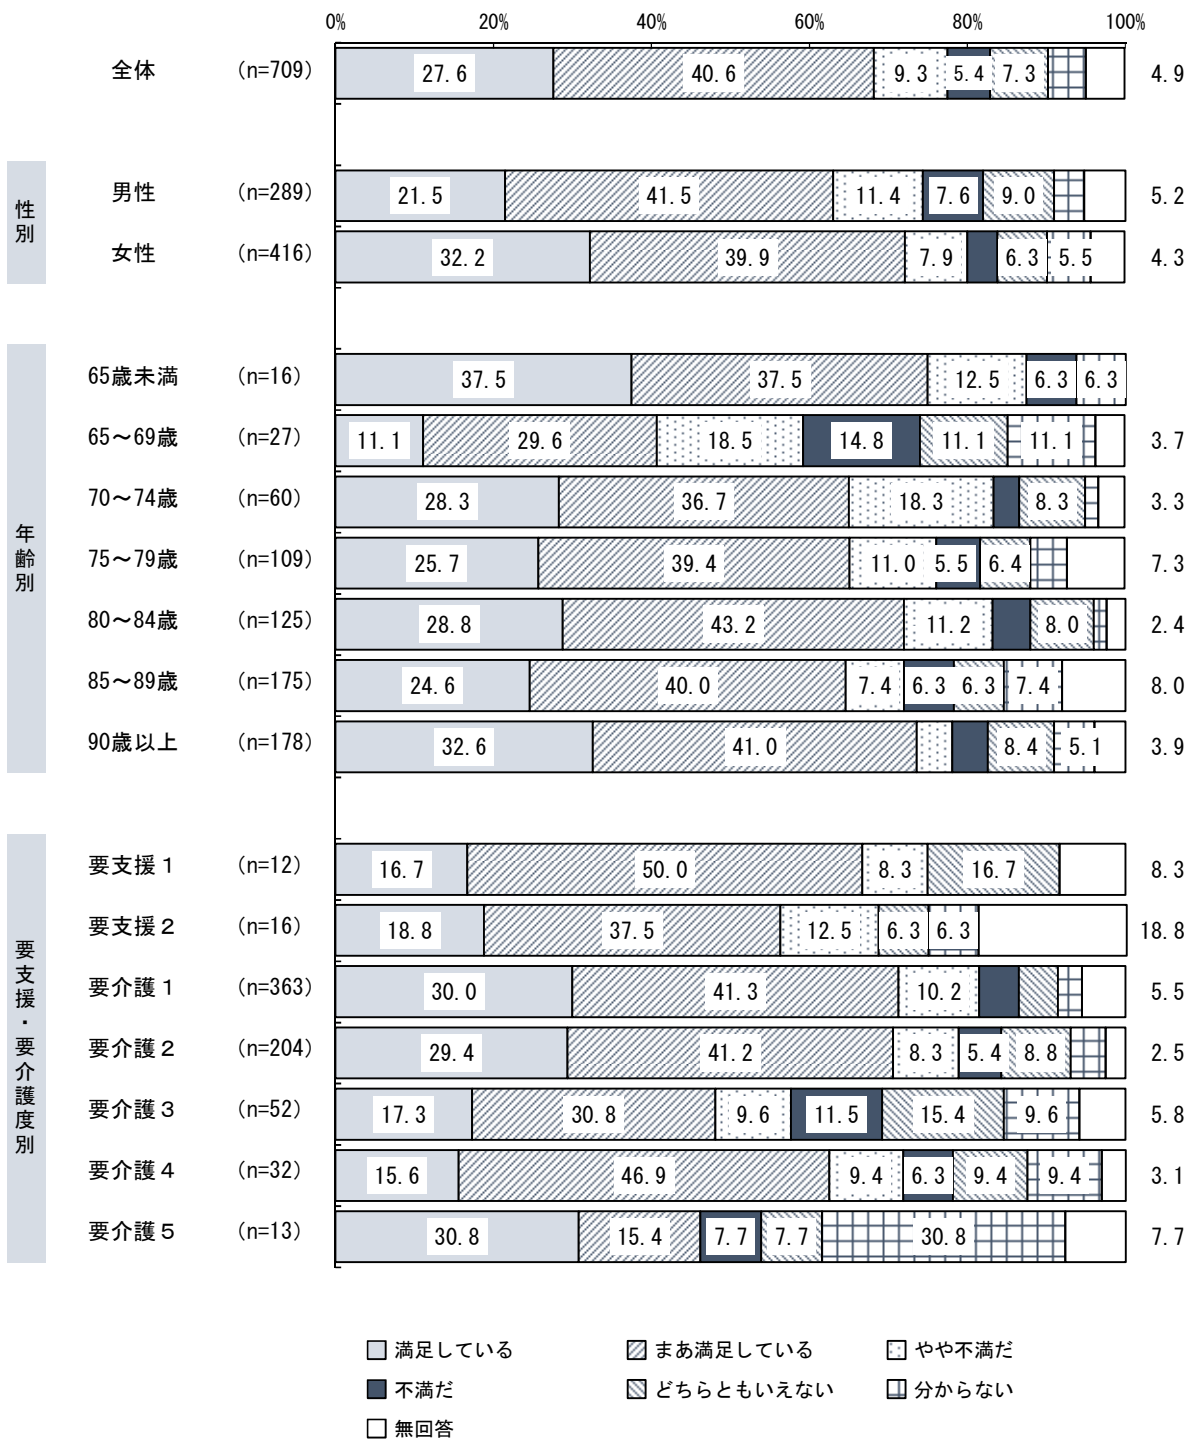 0% 20% 40% 60% 80% 100%
全体 (n=709) 27.6 40.6 9.3 5.4 7.3 4.9
性別
男性 (n=289) 21.5 41.5 11.4 7.6 9.0 5.2
女性 (n=416) 32.2 39.9 7.9 6.3 5.5 4.3
年齢別
65歳未満 (n=16) 37.5 37.5 12.5 6.3 6.3
65～69歳 (n=27) 11.1 29.6 18.5 14.8 11.1 11.1 3.7
70～74歳 (n=60) 28.3 36.7 18.3 8.3 3.3
75～79歳 (n=109) 25.7 39.4 11.0 5.5 6.4 7.3
80～84歳 (n=125) 28.8 43.2 11.2 8.0 2.4
85～89歳 (n=175) 24.6 40.0 7.4 6.3 6.3 7.4 8.0
90歳以上 (n=178) 32.6 41.0 8.4 5.1 3.9
要支援・要介護度別
要支援１ (n=12) 16.7 50.0 8.3 16.7 8.3
要支援２ (n=16) 18.8 37.5 12.5 6.3 6.3 18.8
要介護１ (n=363) 30.0 41.3 10.2 5.5
要介護２ (n=204) 29.4 41.2 8.3 5.4 8.8 2.5
要介護３ (n=52) 17.3 30.8 9.6 11.5 15.4 9.6 5.8
要介護４ (n=32) 15.6 46.9 9.4 6.3 9.4 9.4 3.1
要介護５ (n=13) 30.8 15.4 7.7 7.7 30.8 7.7
満足している まあ満足している やや不満だ
不満だ どちらともいえない 分からない
無回答